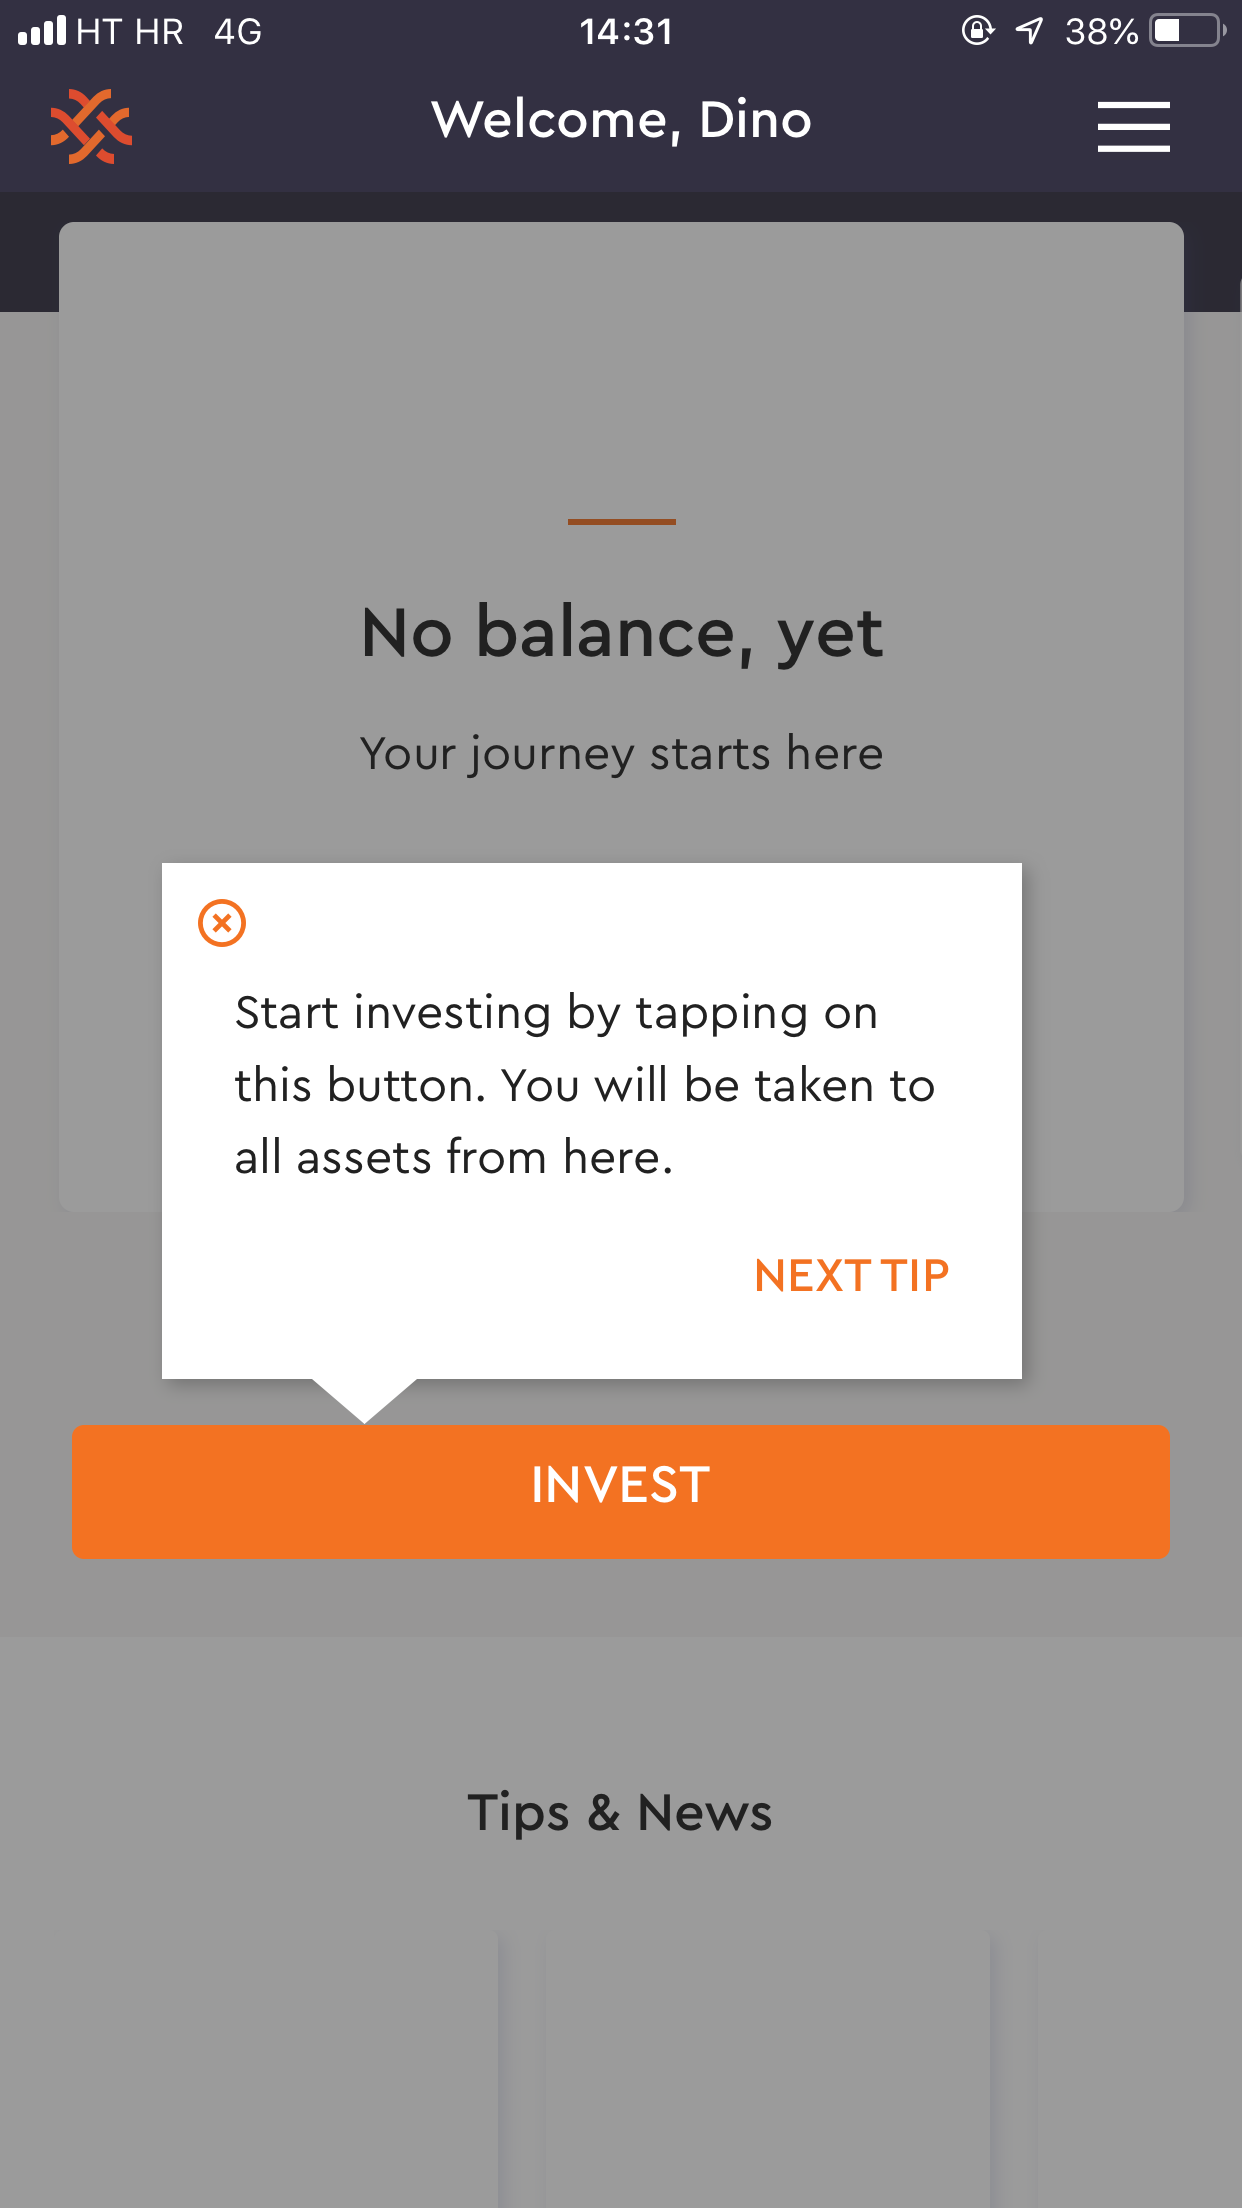 HT HR 4G 14:31 38%
Welcome, Dino
No balance, yet
Your journey starts here
Start investing by tapping on
this button. You will be taken to
all assets from here.
NEXT TIP
INVEST
Tips & News